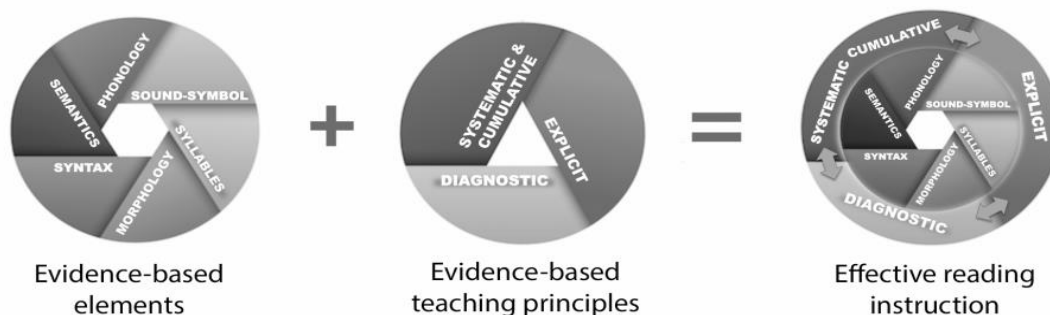 PHONOLOGY
SOUND-SYMBOL
SEMANTICS
SYLLABLES
SYNTAX
MORPHOLOGY
Evidence-based
elements
+
SYSTEMATIC &
CUMULATIVE
EXPLICIT
DIAGNOSTIC
Evidence-based
teaching principles
=
SYSTEMATIC CUMULATIVE
EXPLICIT
DIAGNOSTIC
PHONOLOGY
SOUND-SYMBOL
SEMANTICS
SYLLABLES
SYNTAX
MORPHOLOGY
Effective reading
instruction